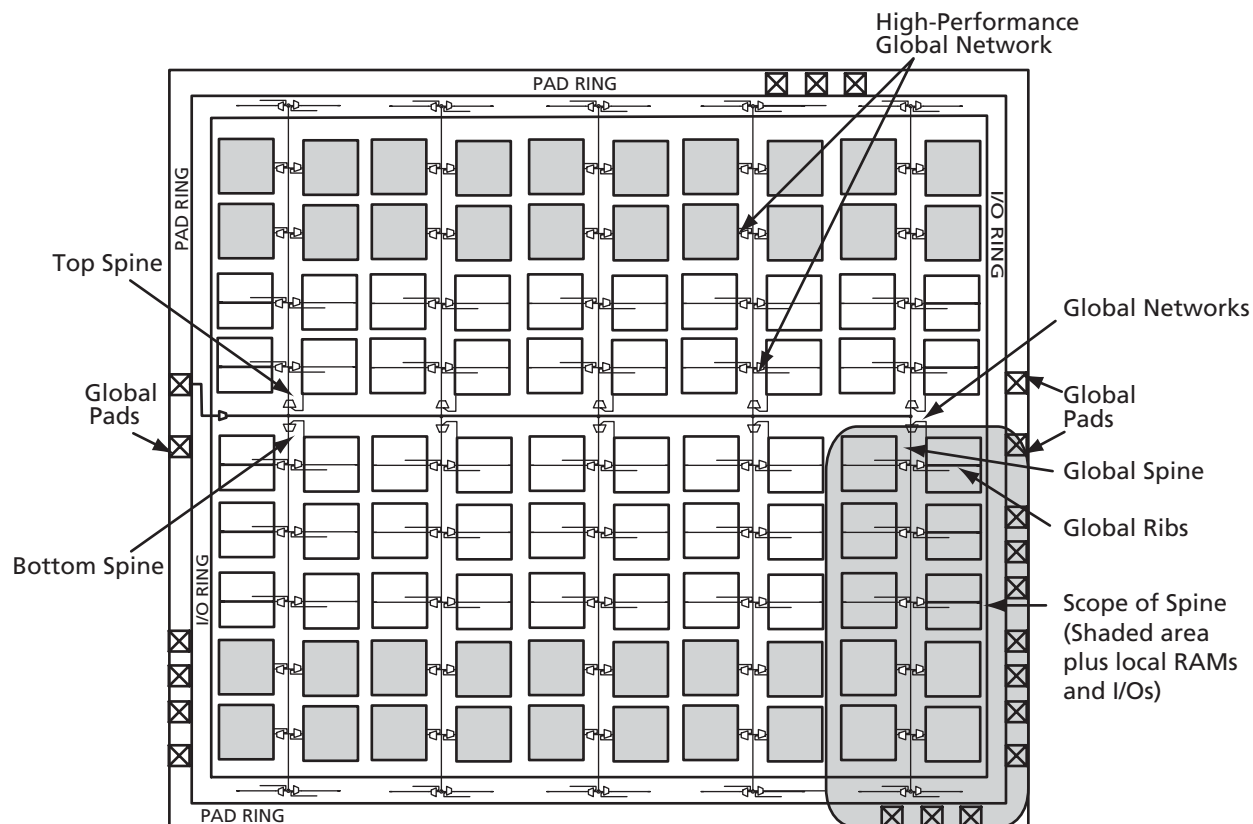 High-Performance
Global Network
PAD RING
PAD RING
I/O RING
Top Spine
Global Networks
Global
Pads
Global
Pads
Global Spine
Global Ribs
Bottom Spine
I/O RING
Scope of Spine
(Shaded area
plus local RAMs
and I/Os)
PAD RING